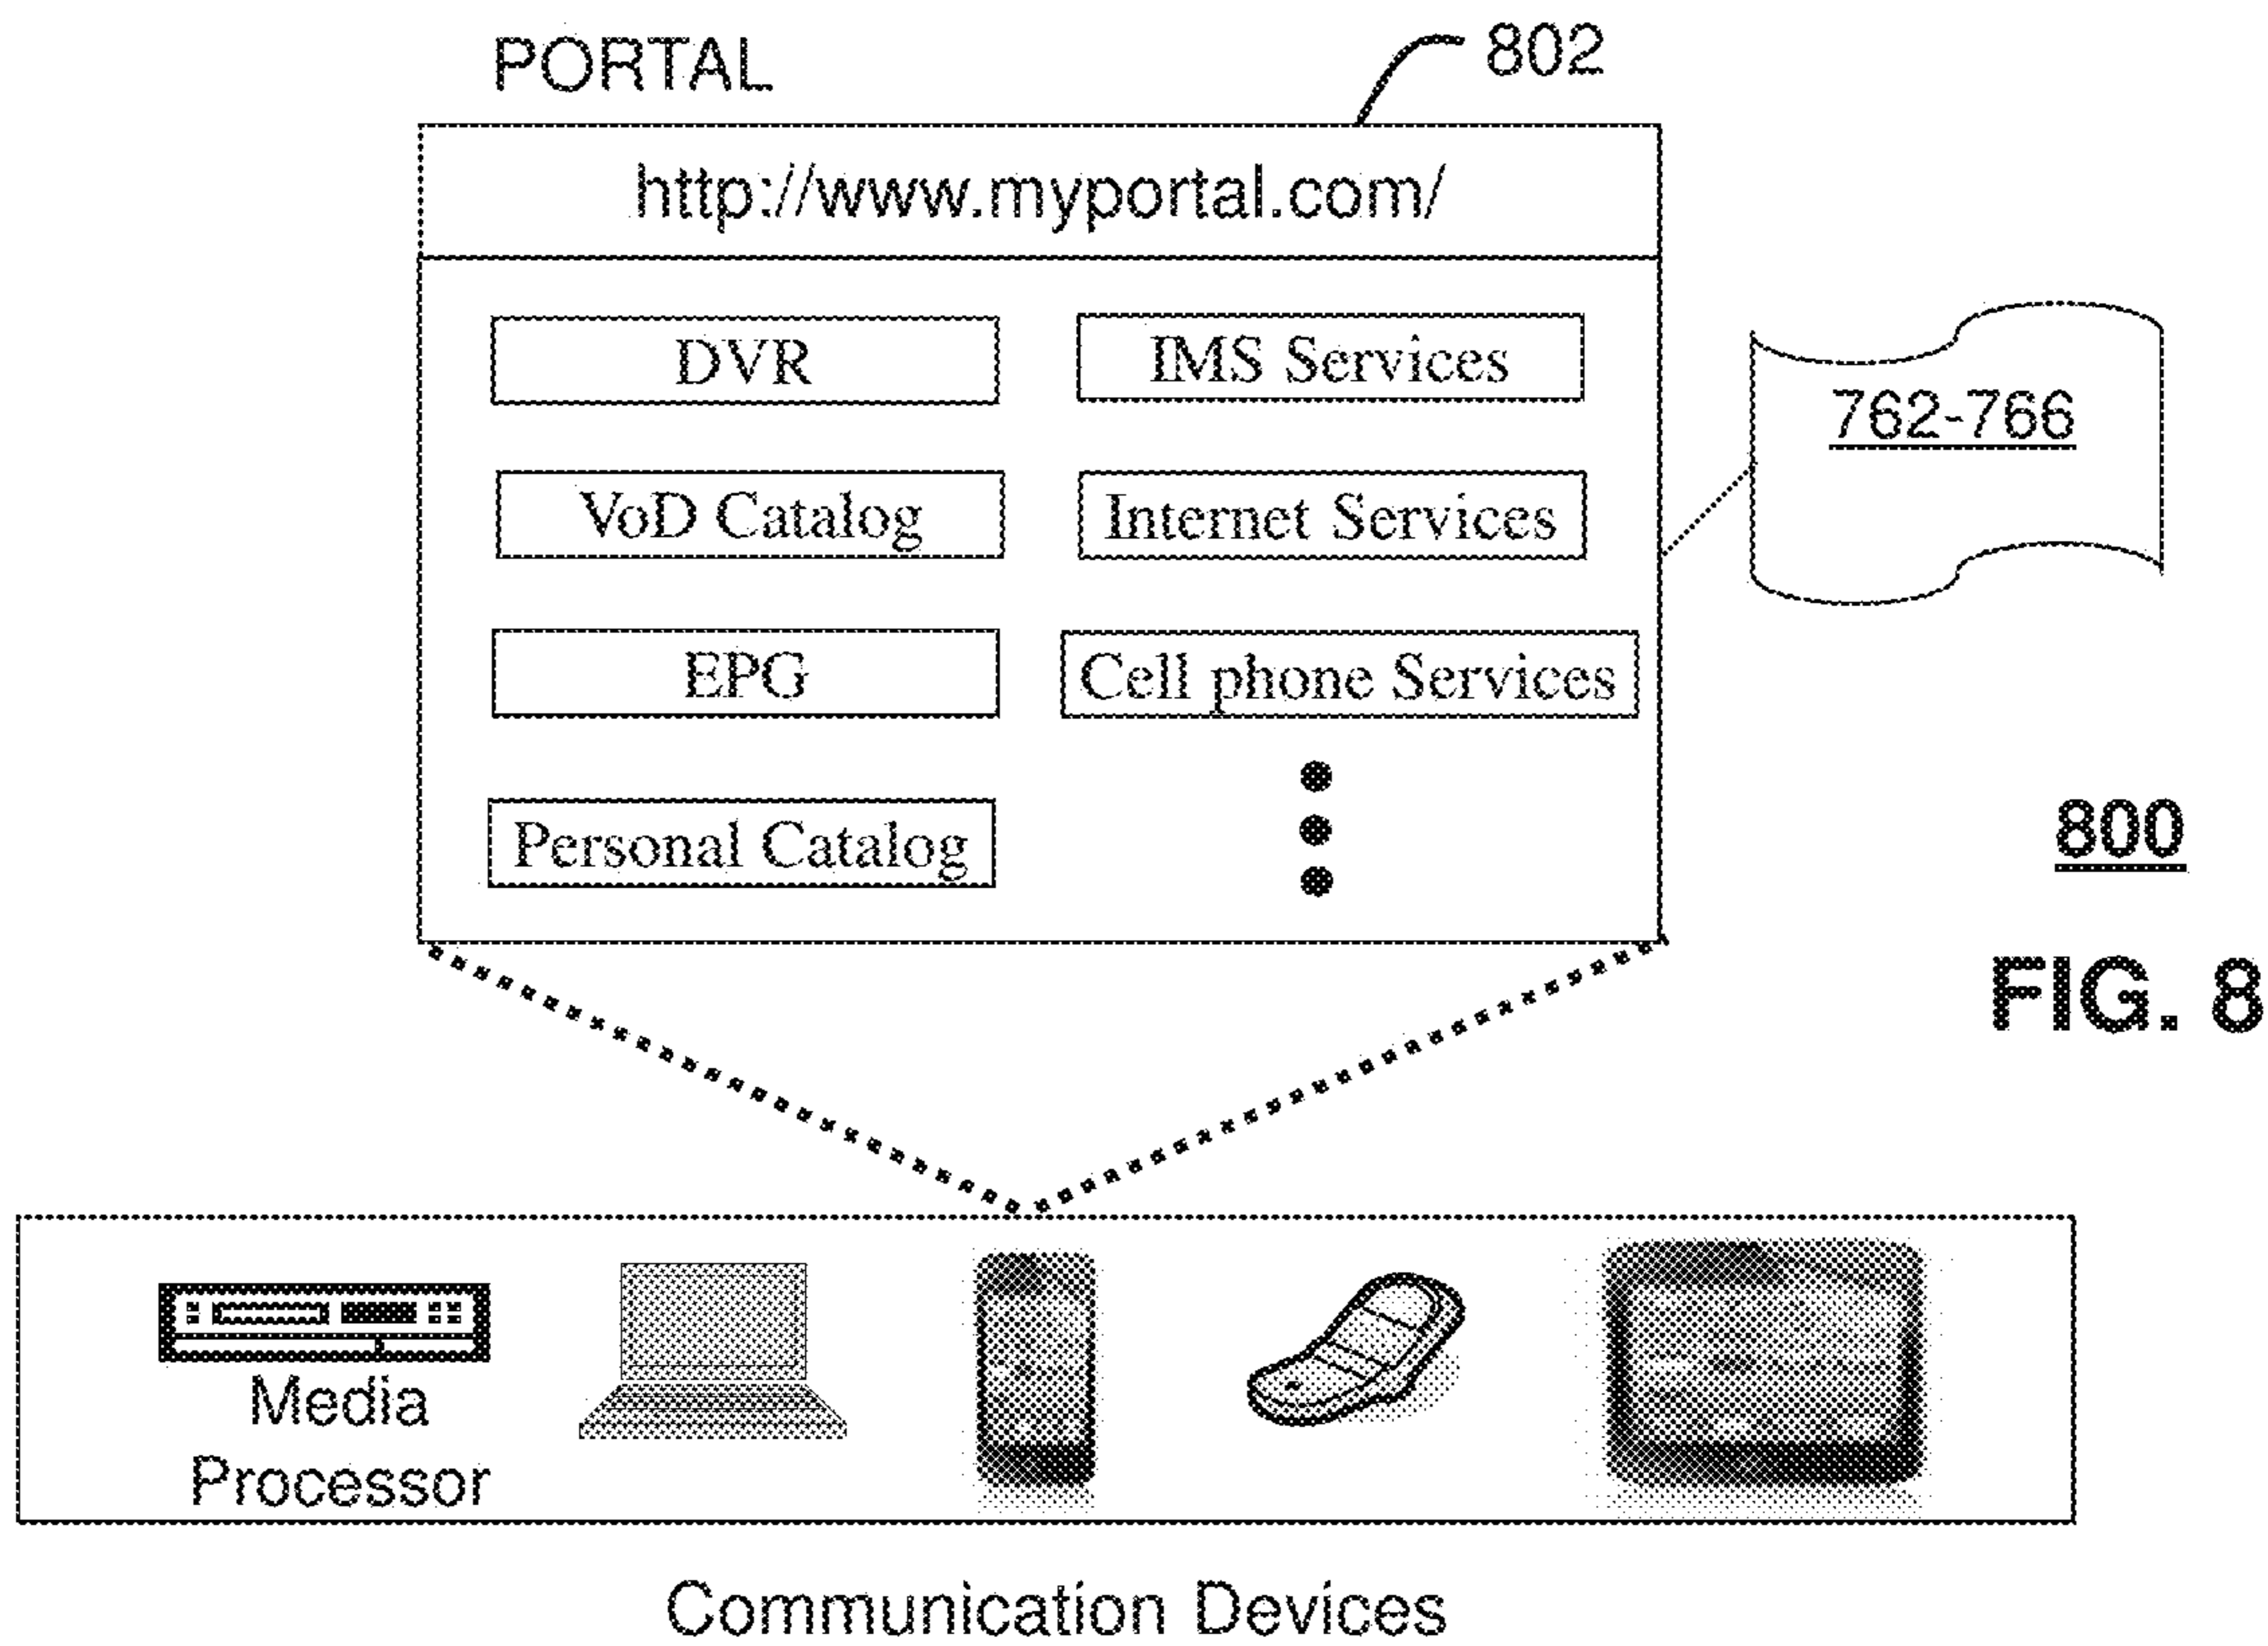 PORTAL
802
http://www.myportal.com/
DVR
IMS Services
762-766
VoD Catalog
Internet Services
EPG
Cell phone Services
Personal Catalog
800
FIG. 8
Media
Processor
Communication Devices